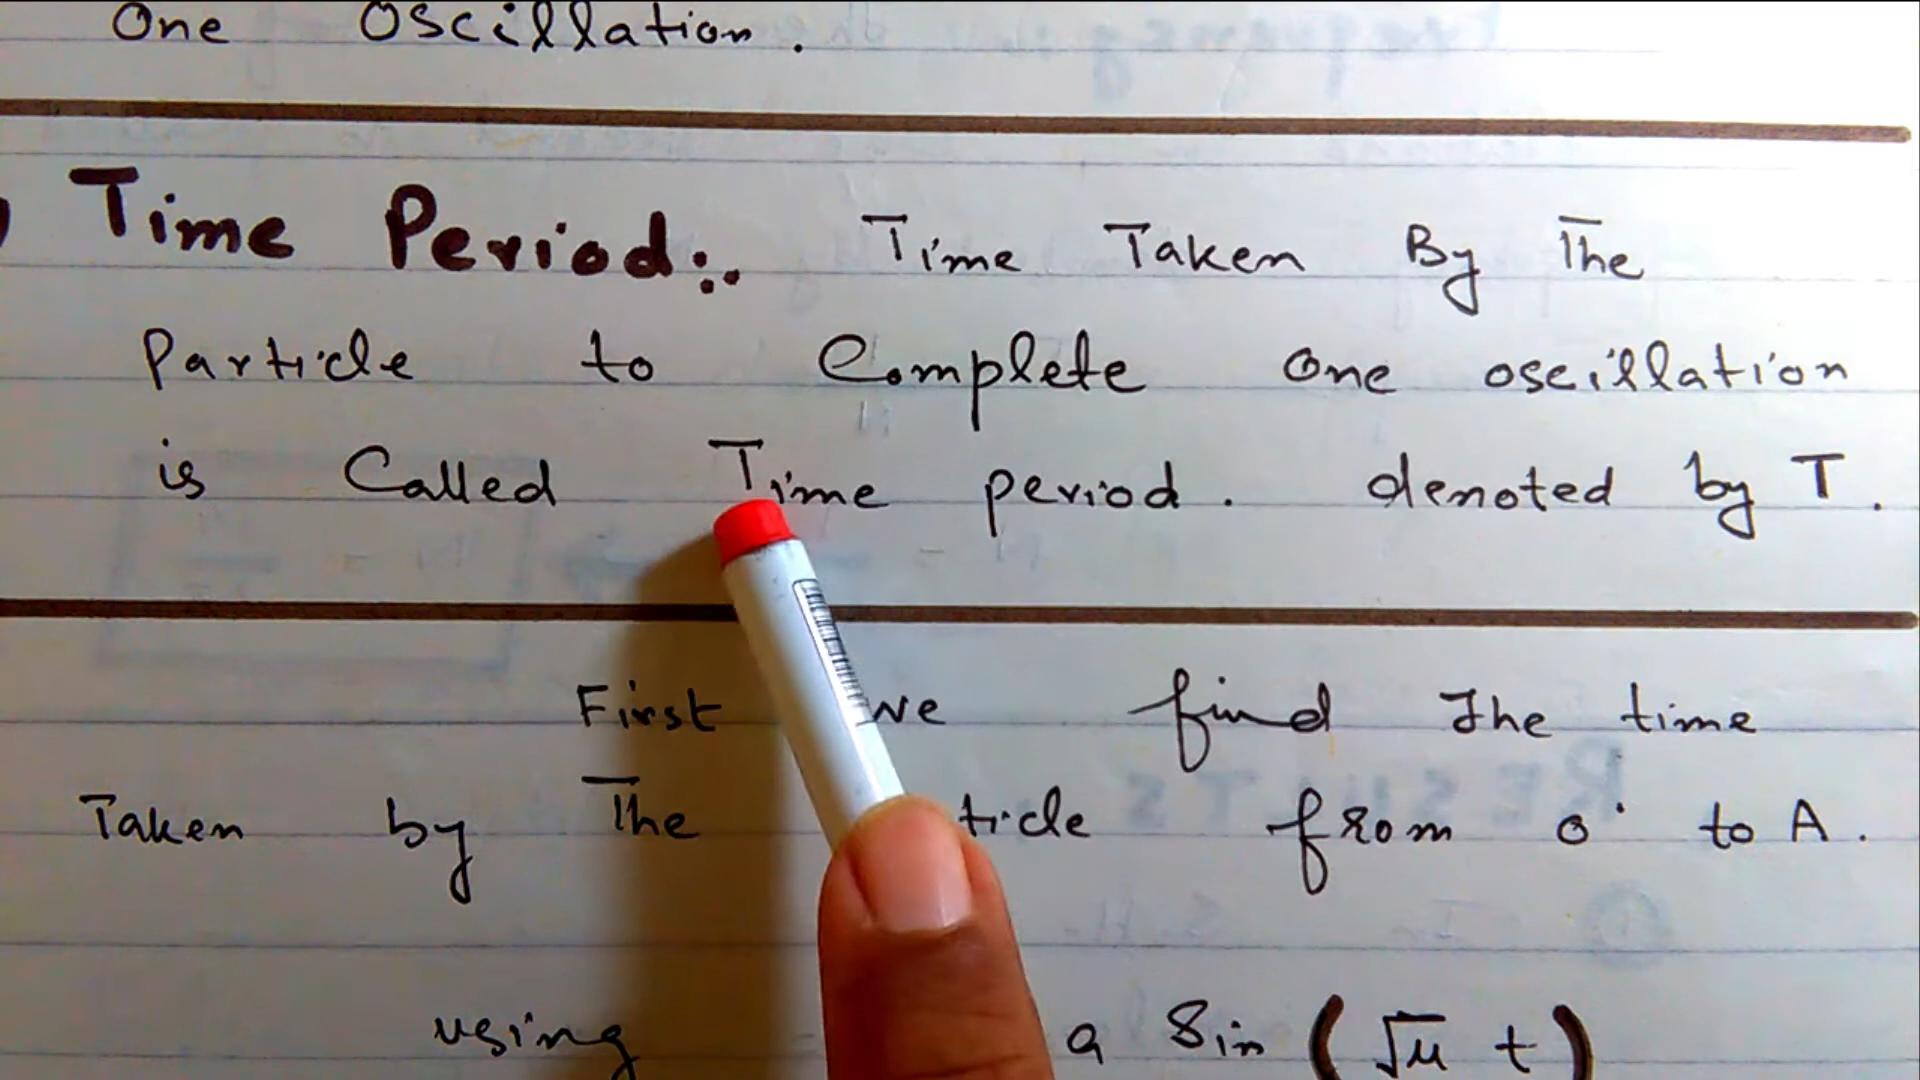 One Oscillation.
Time Period:. Time Taken By The
Particle to Complete One oscillation
is Called Time period. denoted by T.
First we find The time
Taken by The ticle from o to A.
using a Sin (√μ t)